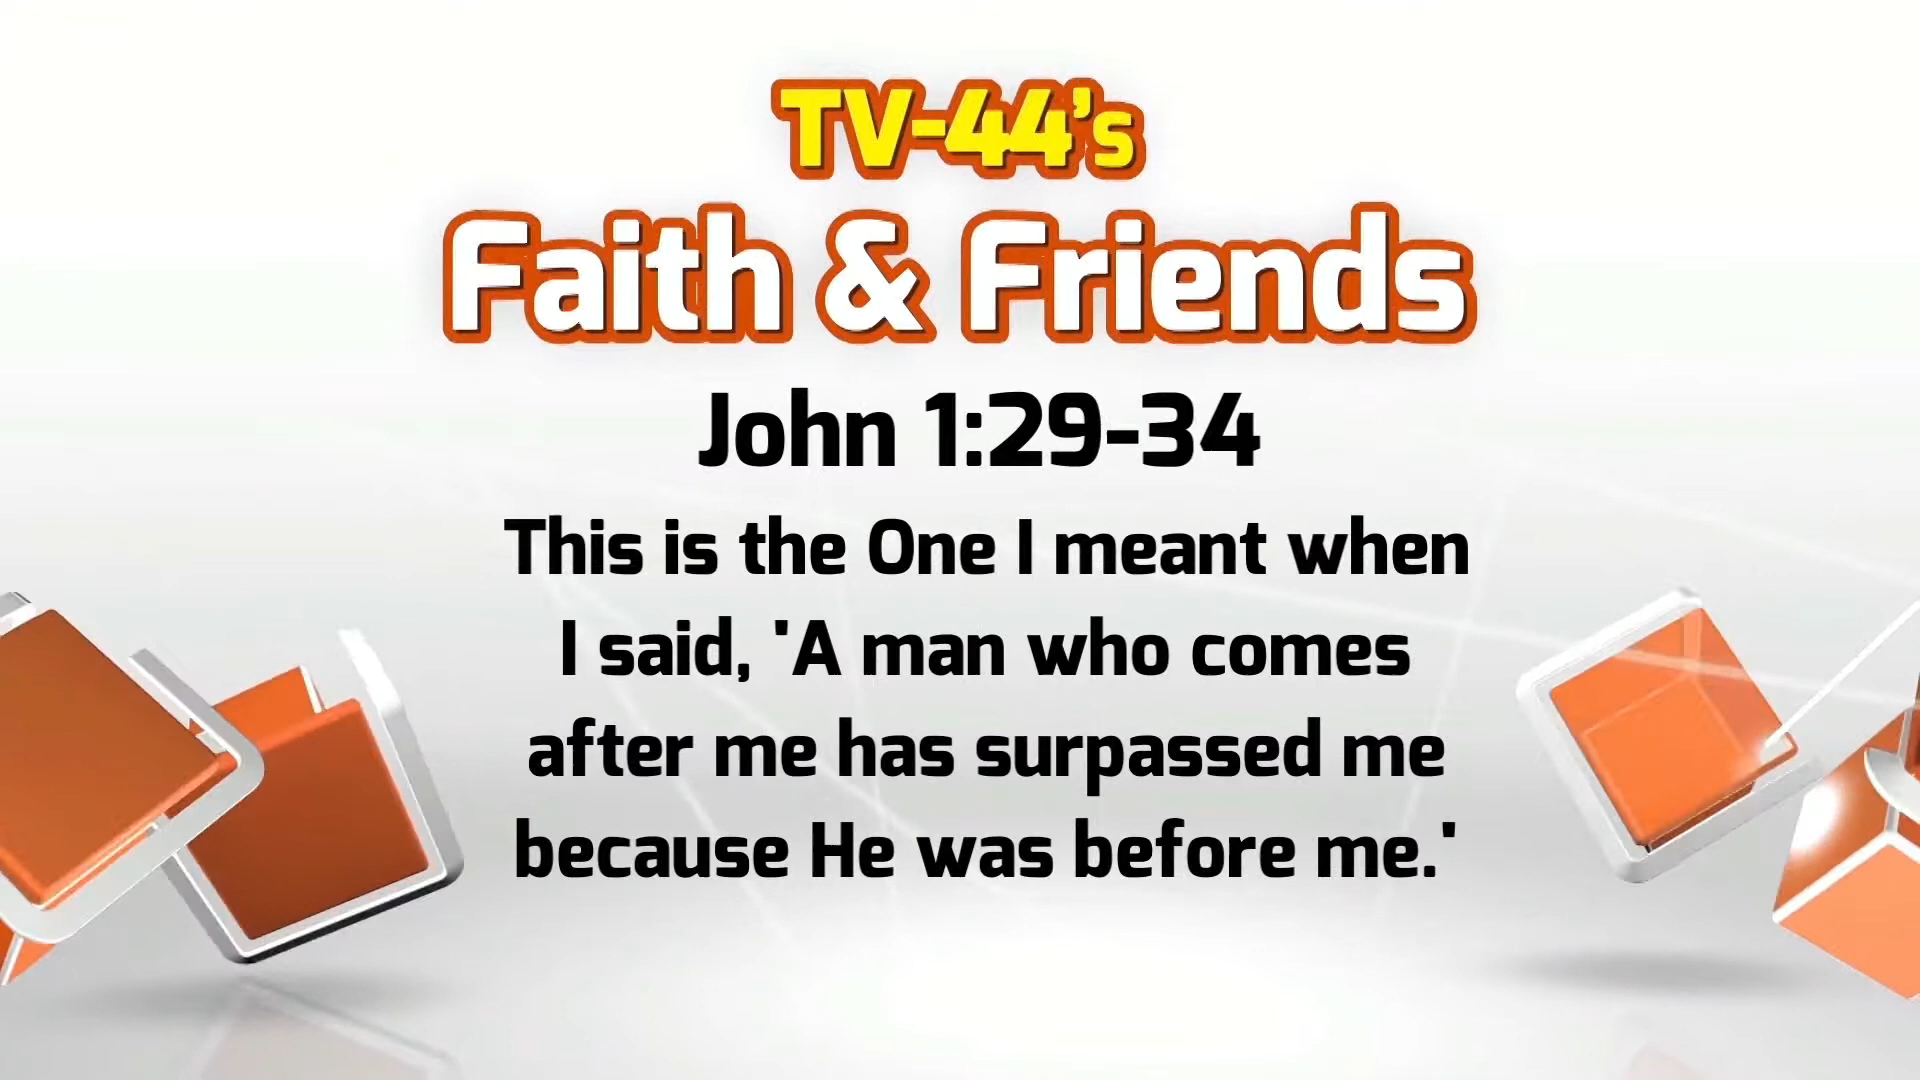 TV-44's
Faith & Friends
John 1:29-34
This is the One I meant when
I said, 'A man who comes
after me has surpassed me
because He was before me.'